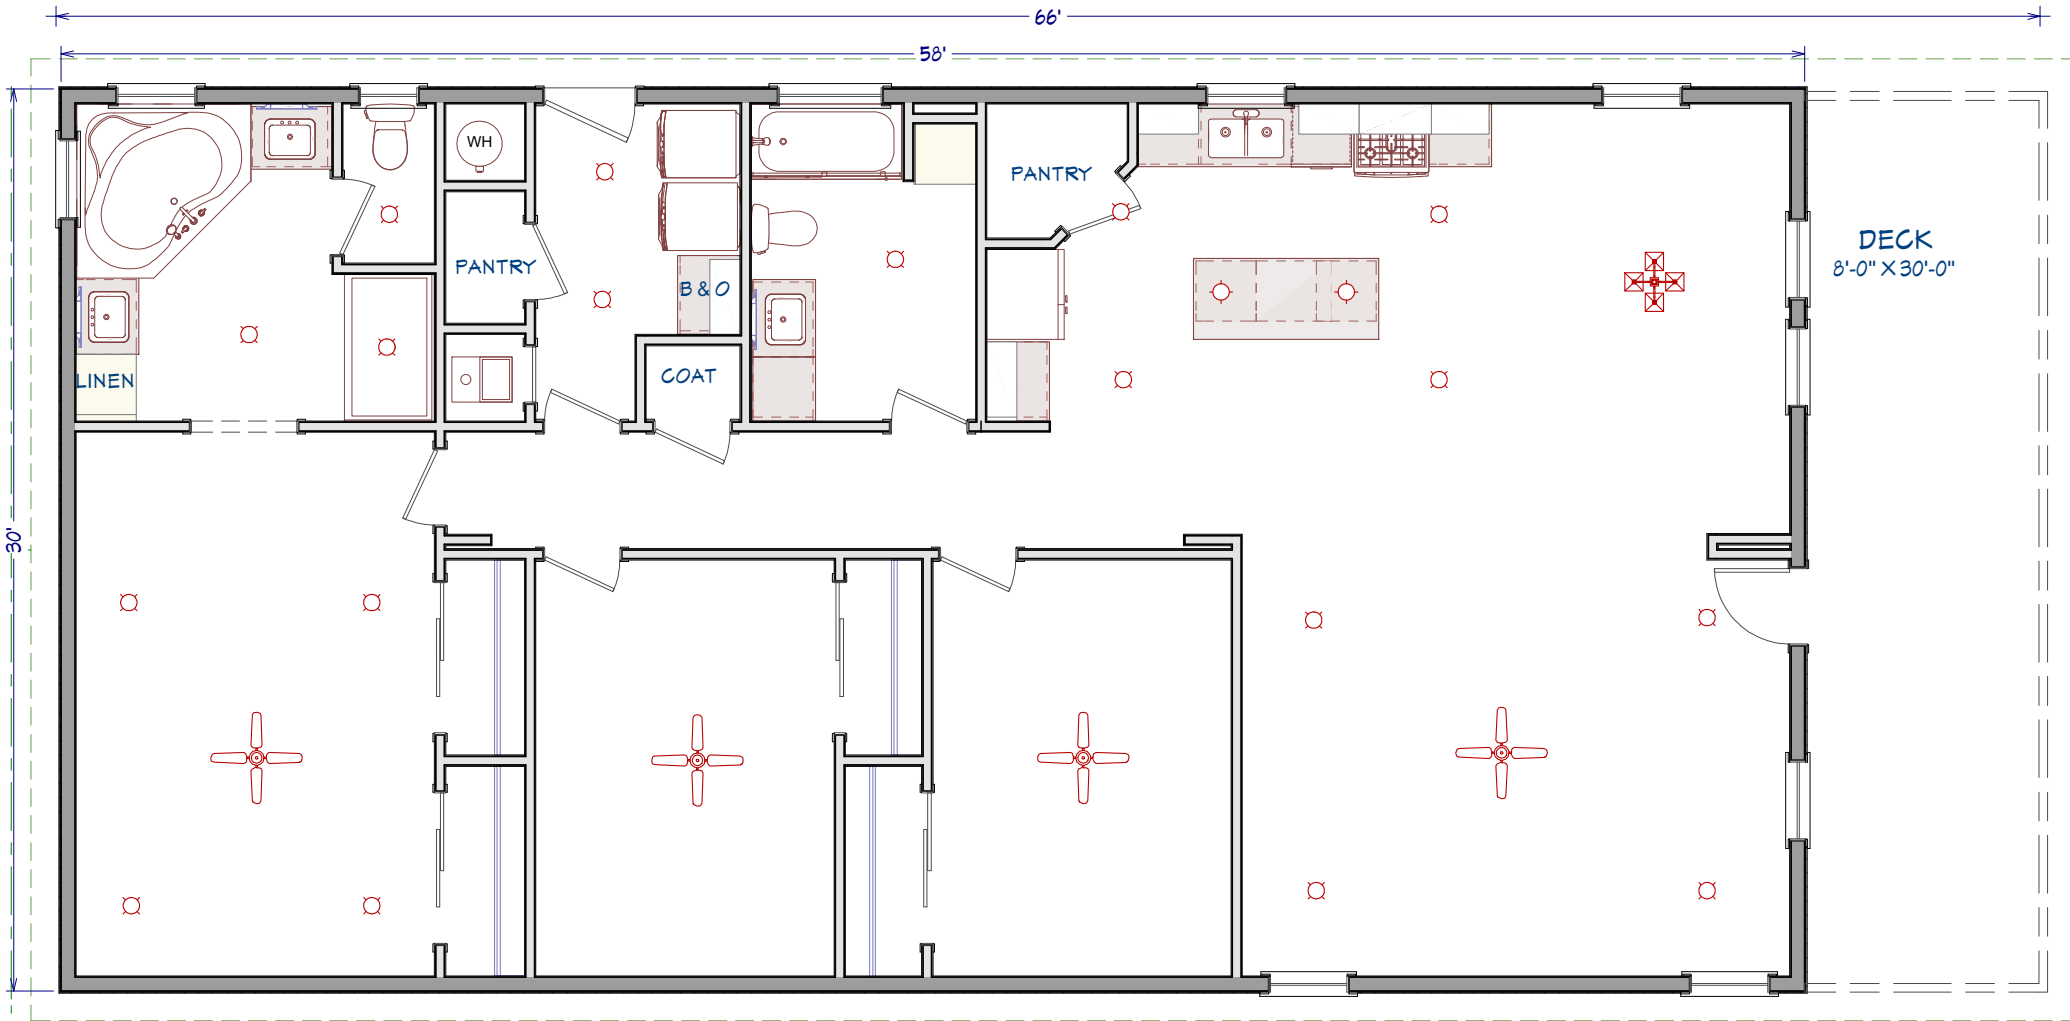 66'
58'
WH
PANTRY
DECK
8'-0" X 30'-0"
PANTRY
B & O
LINEN
COAT
30'